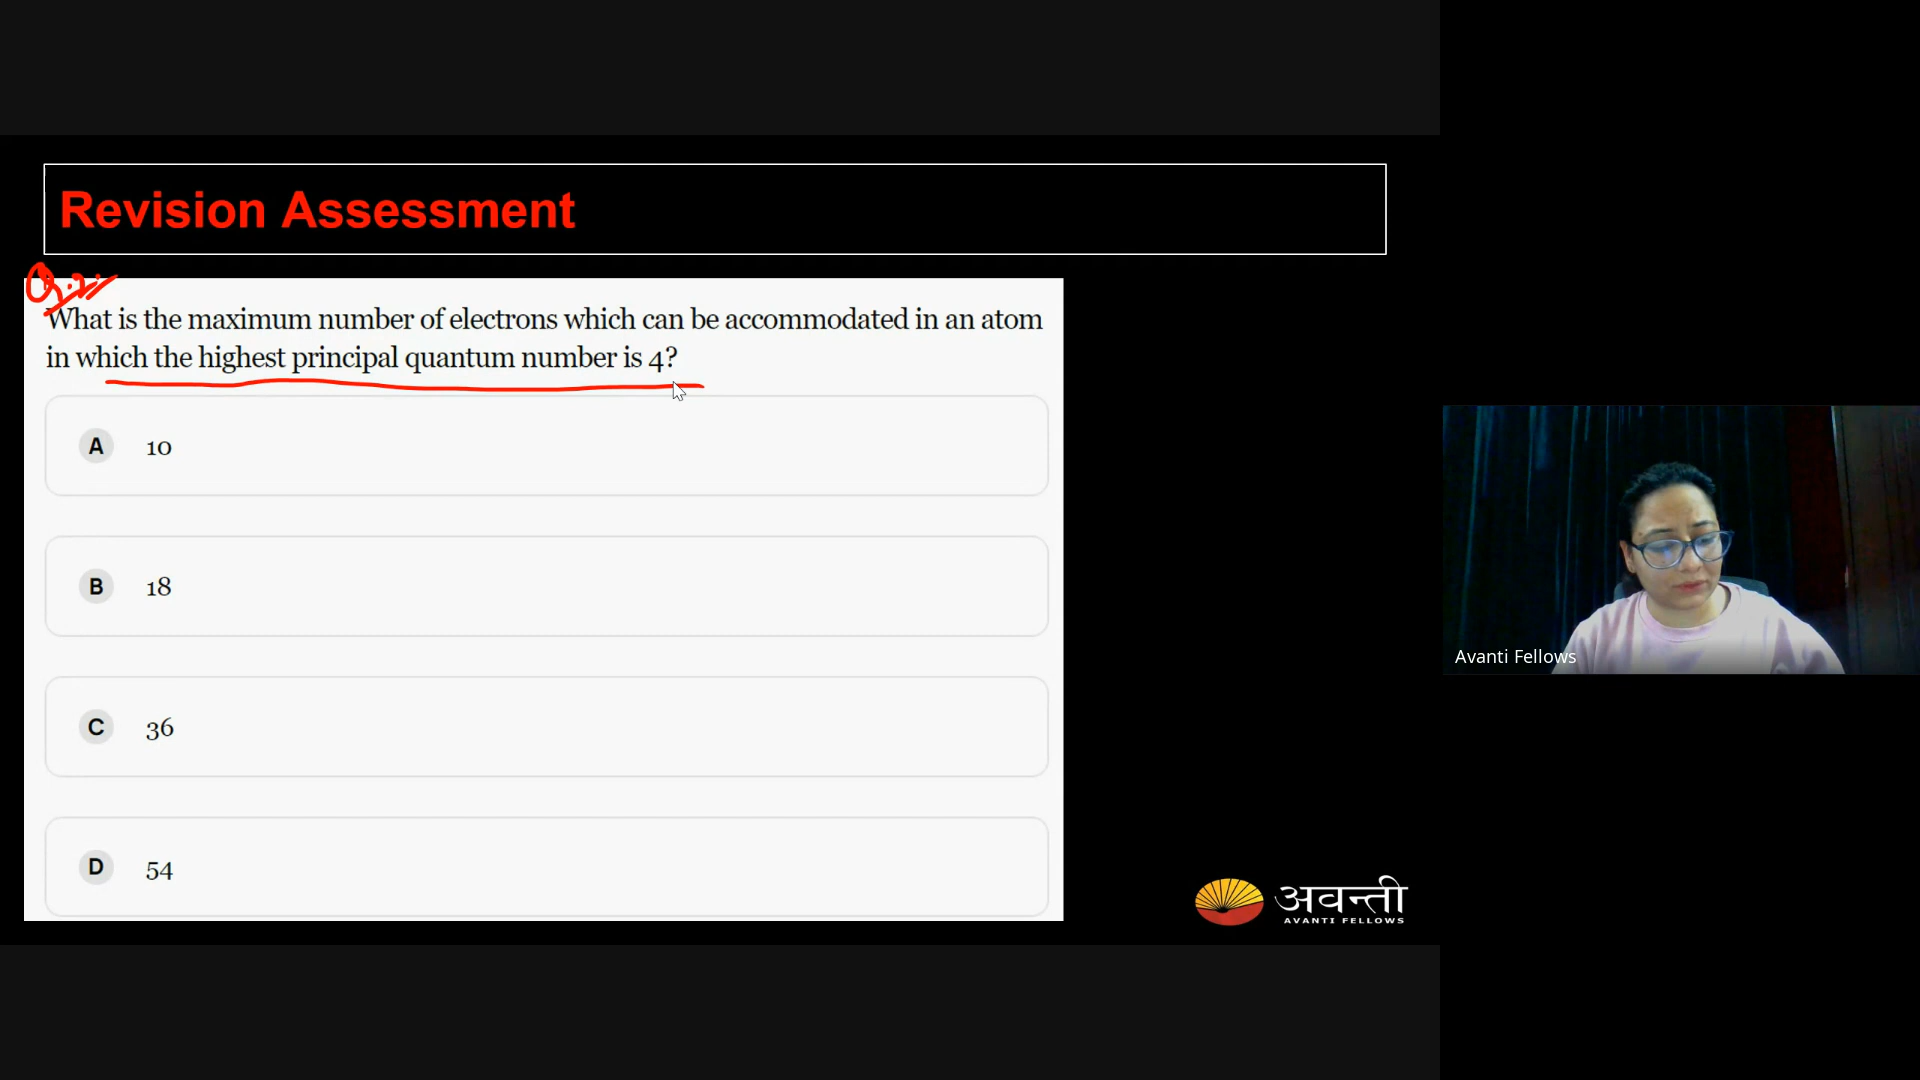 Revision Assessment
Q.2:
What is the maximum number of electrons which can be accommodated in an atom
in which the highest principal quantum number is 4?
A 10
B 18
C 36
D 54
Avanti Fellows
अवन्ती
AVANTI FELLOWS